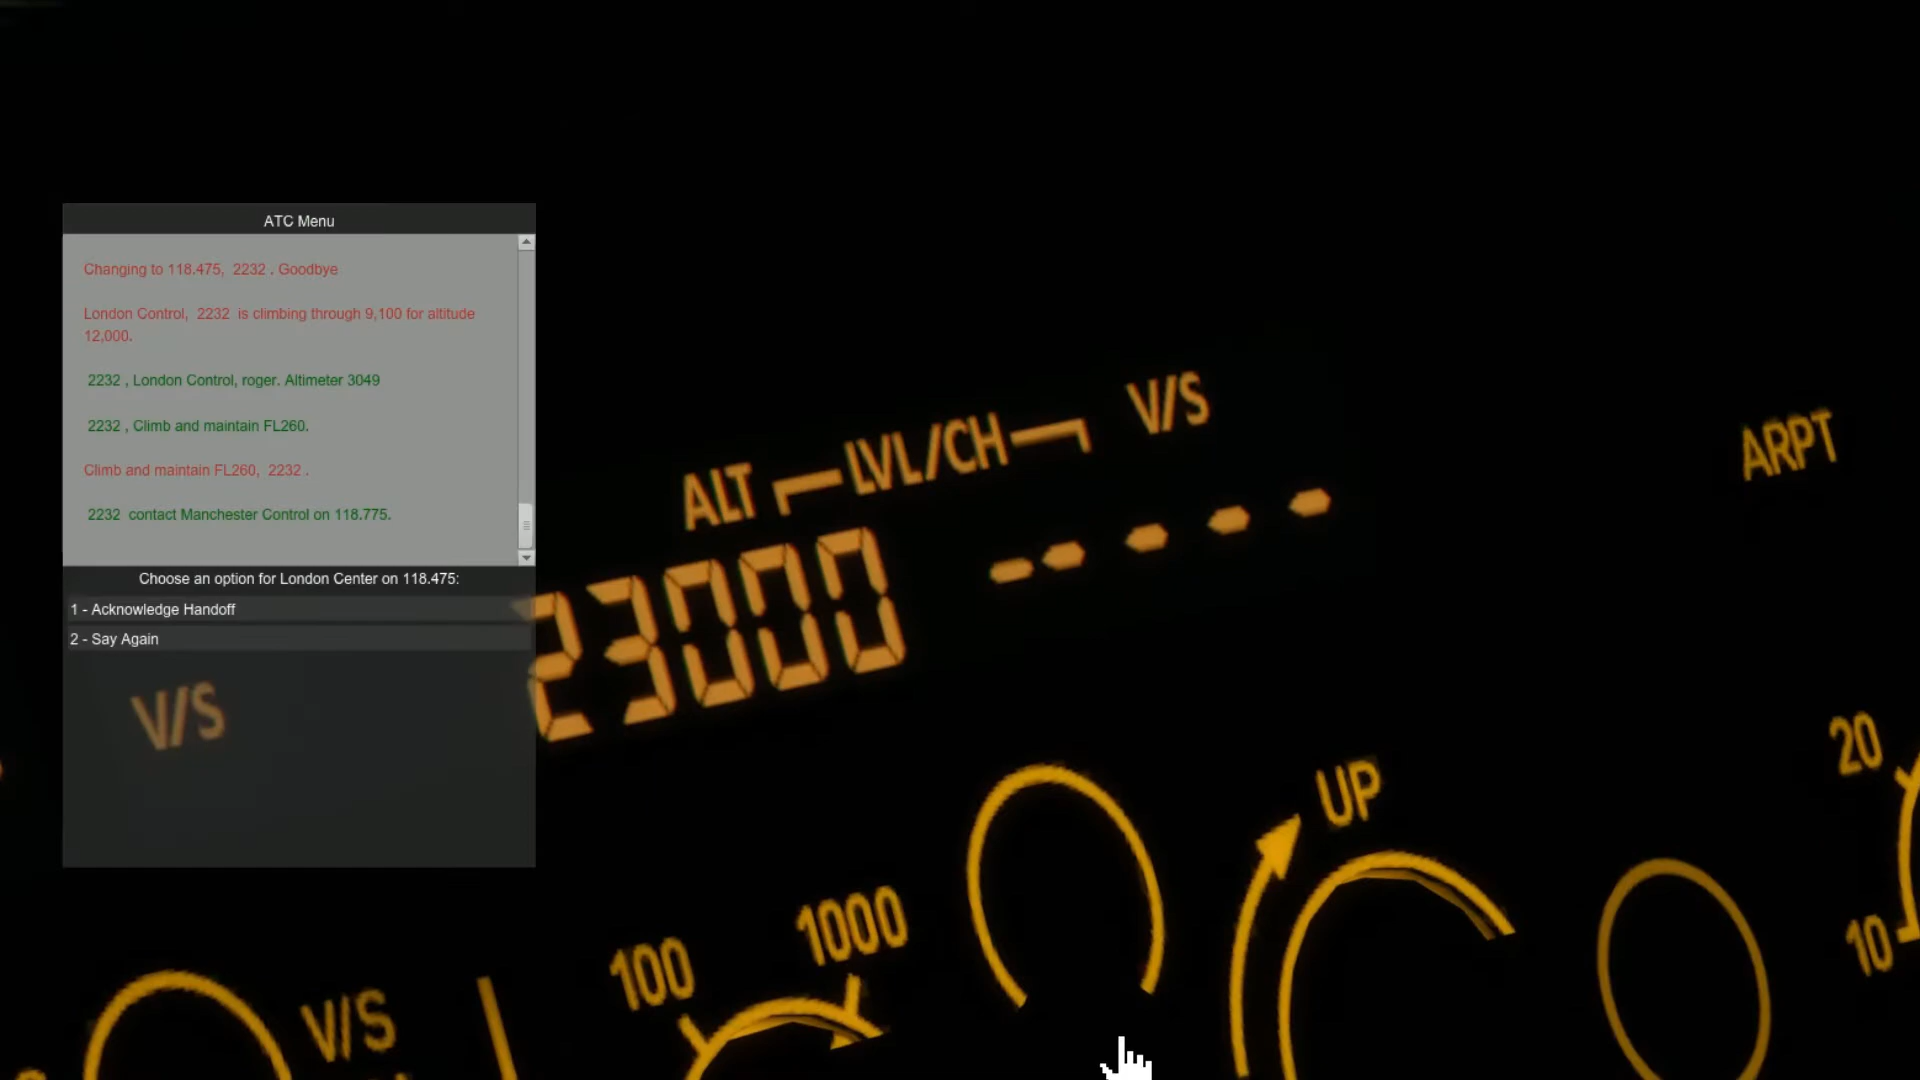 ATC Menu
Changing to 118.475, 2232 . Goodbye
London Control, 2232 is climbing through 9,100 for altitude
12,000.
2232 , London Control, roger. Altimeter 3049
2232 , Climb and maintain FL260.
Climb and maintain FL260, 2232 .
2232 contact Manchester Control on 118.775.
Choose an option for London Center on 118.475:
1 - Acknowledge Handoff
2 - Say Again
ALT LVL/CH V/S
ARPT
23000 -- - - -
V/S
UP
20
100 1000
10
V/S